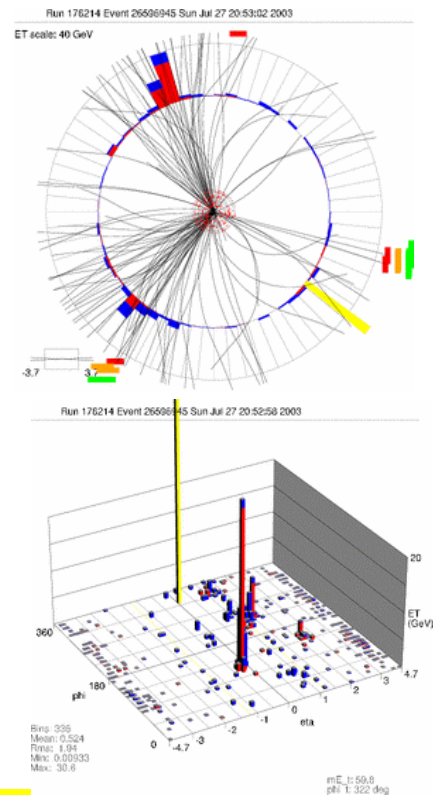 Run 176214 Event 26596945 Sun Jul 27 20:53:02 2003
ET scale: 40 GeV
-3.7
3.7
Run 176214 Event 26596945 Sun Jul 27 20:52:58 2003
20
ET
(GeV)
360
phi
180
0
-4.7
-3
-2
-1
0
eta
1
2
3
4.7
Bins: 335
Mean: 0.524
Rms: 1.94
Min: 0.00933
Max: 30.6
mE_t: 59.8
phi_t: 322 deg